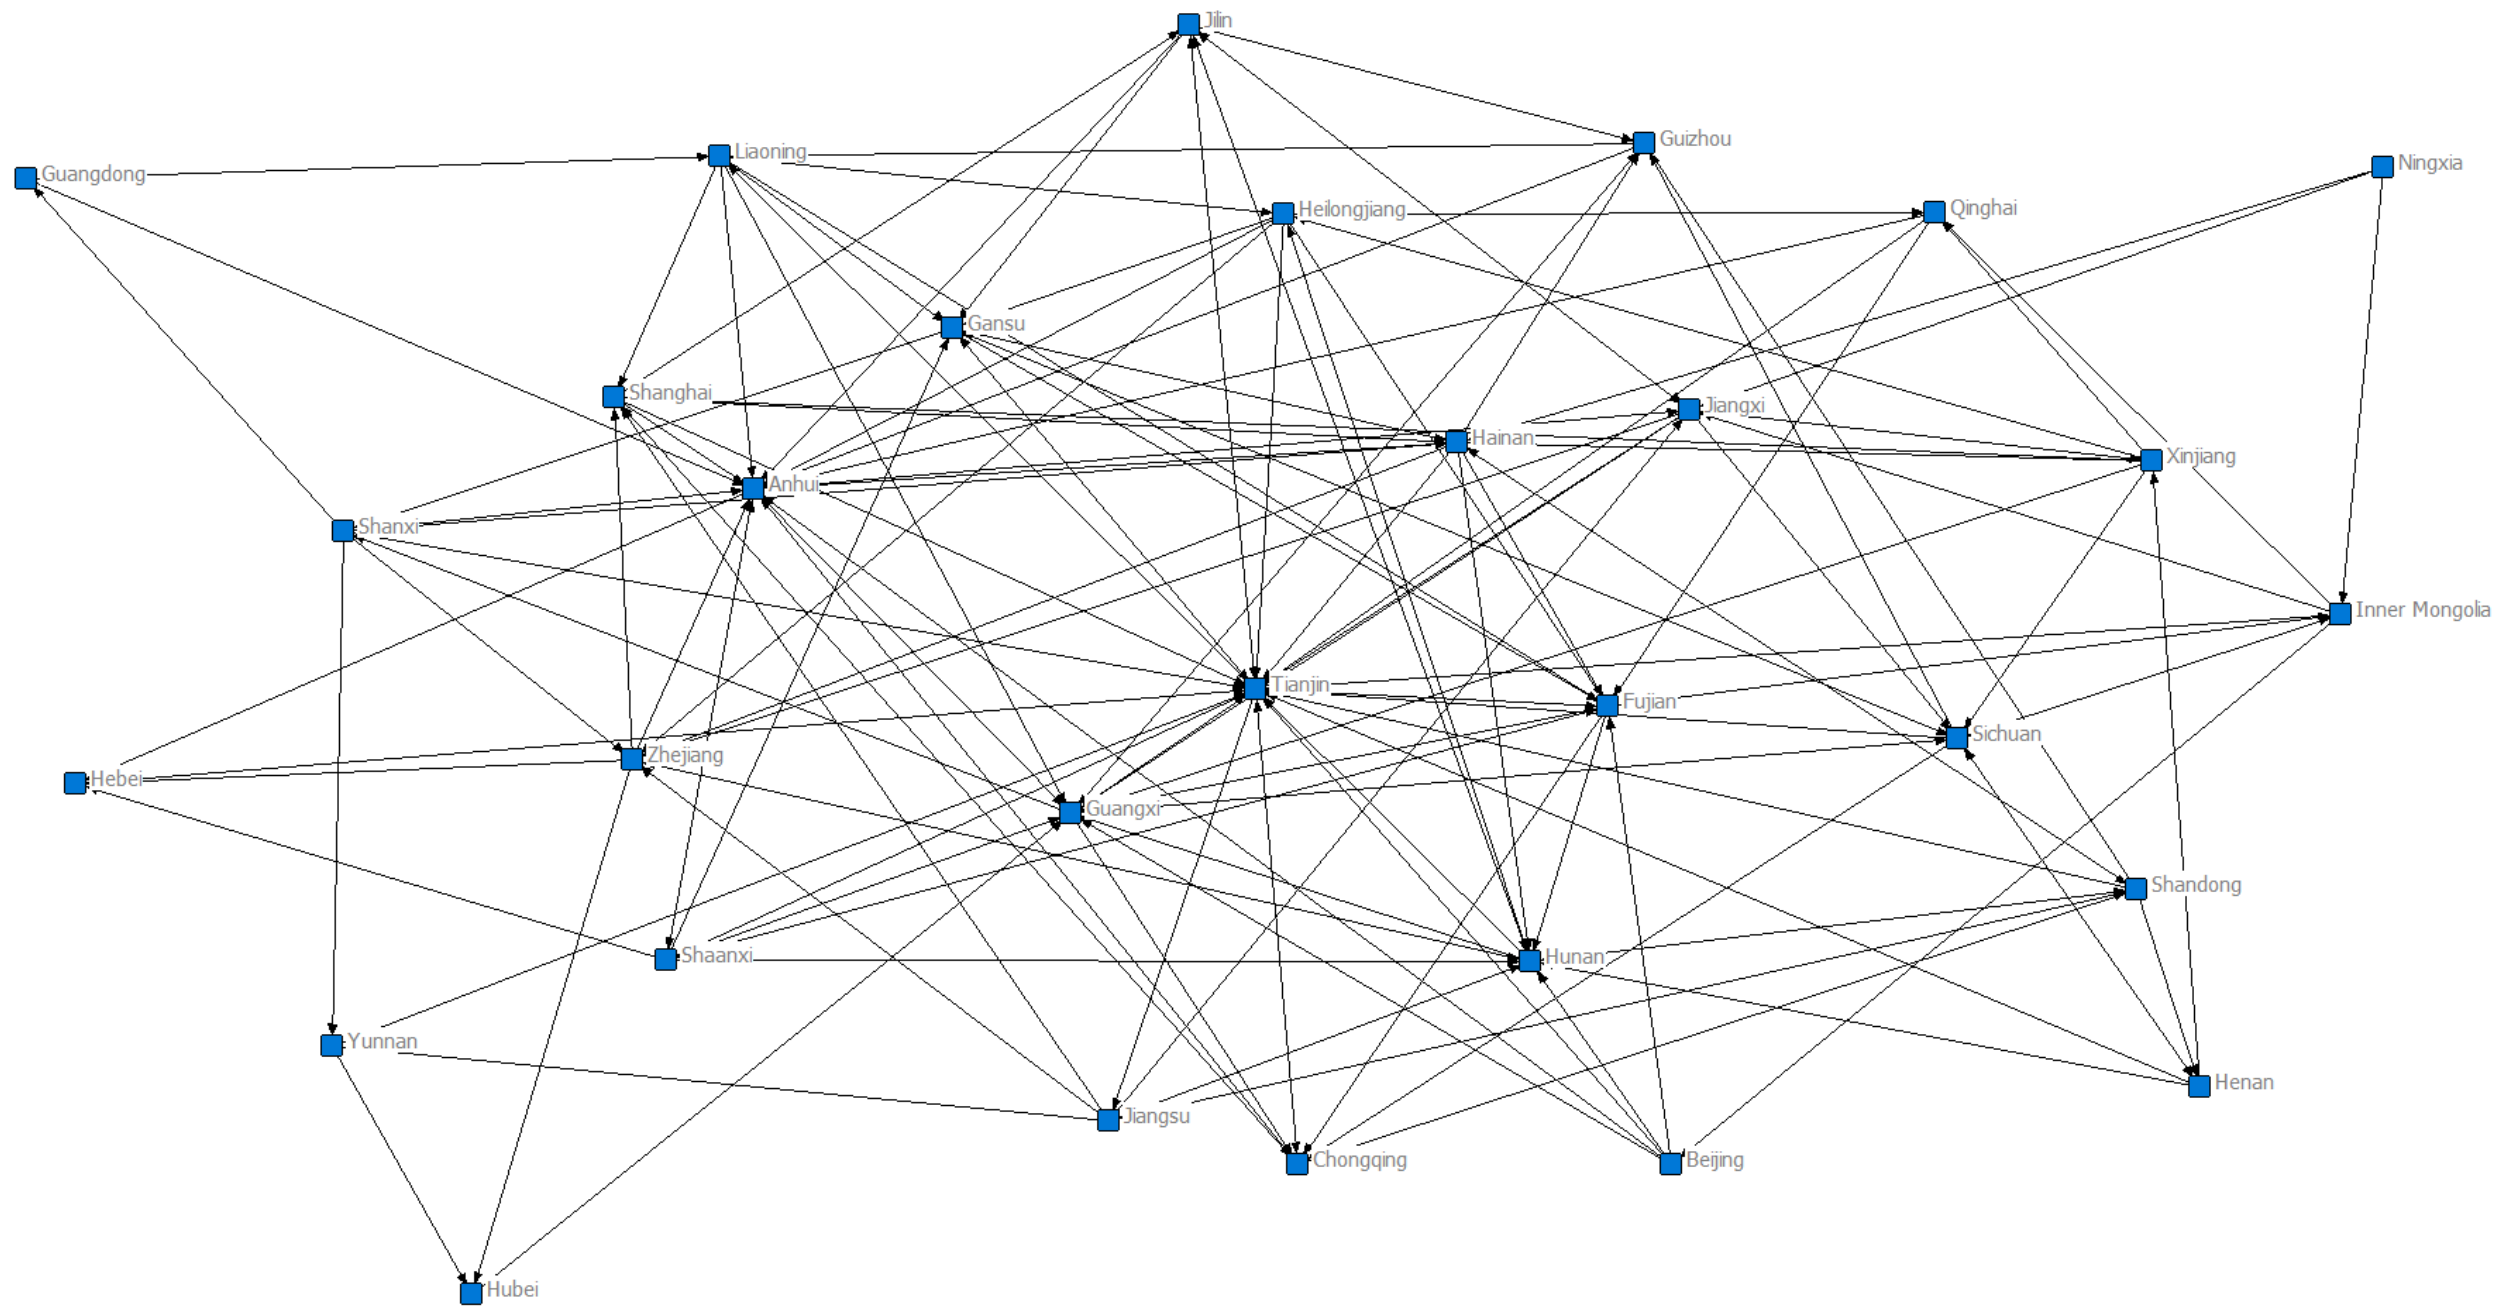 Jilin
Guizhou
Liaoning
Ningxia
Guangdong
Heilongjiang
Qinghai
Gansu
Shanghai
Jiangxi
Hainan
Xinjiang
Anhui
Shanxi
Inner Mongolia
Tianjin
Fujian
Sichuan
Zhejiang
Hebei
Guangxi
Shandong
Shaanxi
Hunan
Yunnan
Henan
Jiangsu
Chongqing
Beijing
Hubei